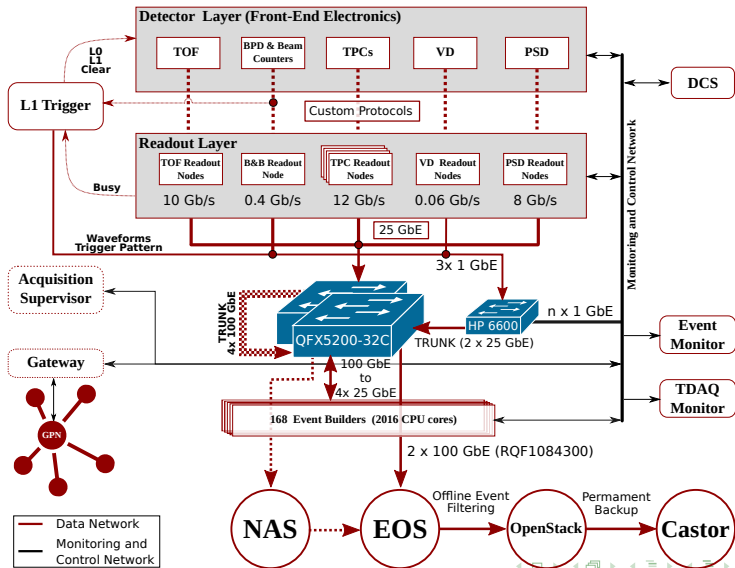 Detector Layer (Front-End Electronics)
TOF
BPD & Beam
Counters
TPCs
VD
PSD
L0
L1
Clear
L1 Trigger
DCS
Custom Protocols
Readout Layer
TOF Readout
Nodes
B&B Readout
Node
TPC Readout
Nodes
VD Readout
Nodes
PSD Readout
Nodes
Busy
10 Gb/s
0.4 Gb/s
12 Gb/s
0.06 Gb/s
8 Gb/s
Monitoring and Control Network
25 GbE
Waveforms
Trigger Pattern
3x 1 GbE
Acquisition
Supervisor
TRUNK
4x 100 GbE
QFX5200-32C
HP 6600
n x 1 GbE
TRUNK (2 x 25 GbE)
Event
Monitor
Gateway
100 GbE
to
4x 25 GbE
TDAQ
Monitor
168 Event Builders (2016 CPU cores)
GPN
2 x 100 GbE (RQF1084300)
NAS
EOS
Offline Event
Filtering
OpenStack
Permament
Backup
Castor
Data Network
Monitoring and
Control Network